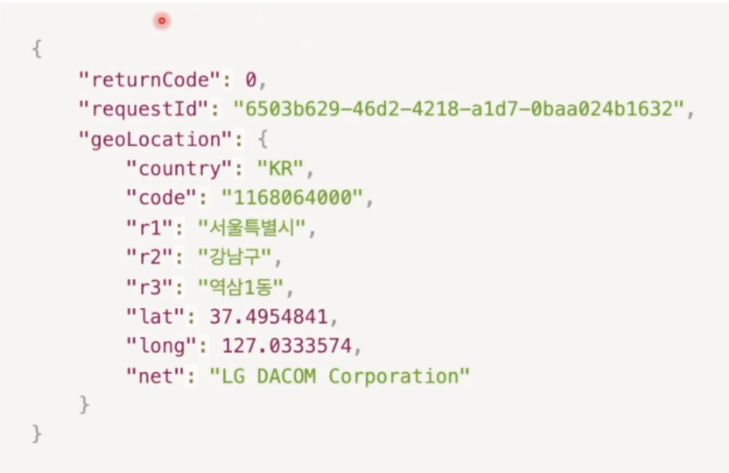 {
"returnCode": 0,
"requestId": "6503b629-46d2-4218-a1d7-0baa024b1632",
"geoLocation": {
"country": "KR",
"code": "1168064000",
"r1": "서울특별시",
"r2": "강남구",
"r3": "역삼1동",
"lat": 37.4954841,
"long": 127.0333574,
"net": "LG DACOM Corporation"
}
}